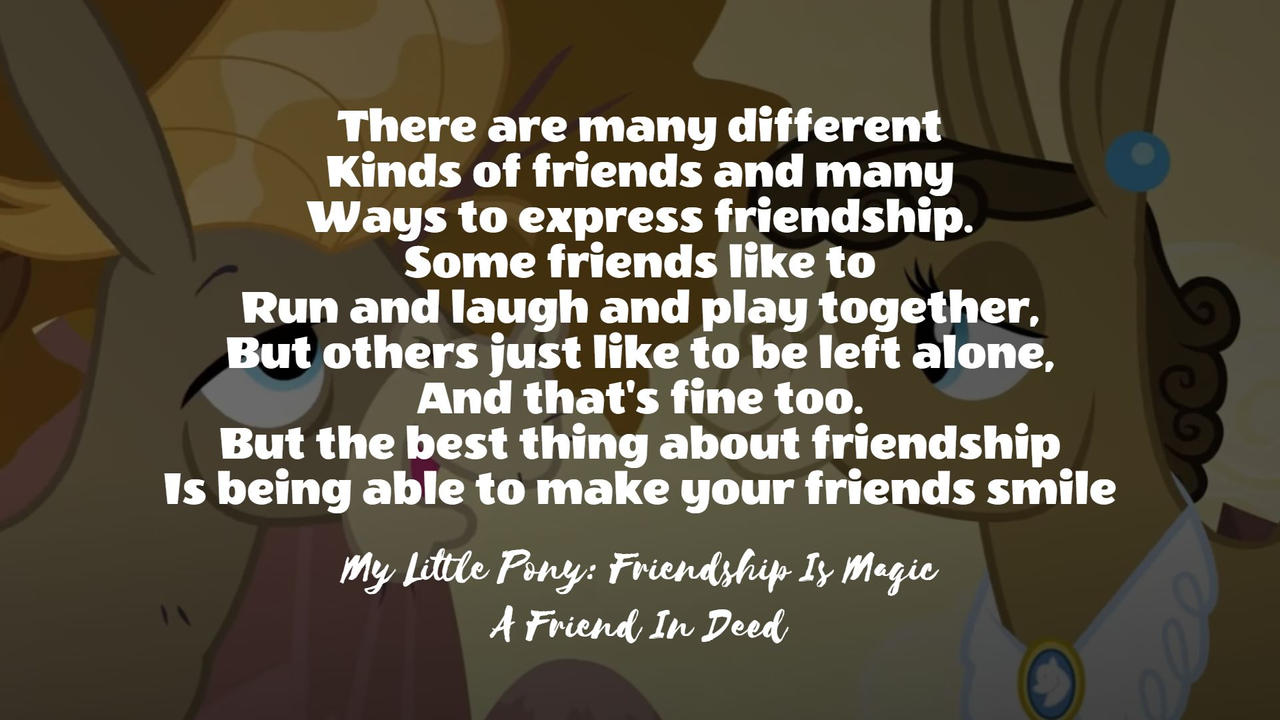 There are many different
Kinds of friends and many
Ways to express friendship.
Some friends like to
Run and laugh and play together,
But others just like to be left alone,
And that's fine too.
But the best thing about friendship
Is being able to make your friends smile
My Little Pony: Friendship Is Magic
A Friend In Deed